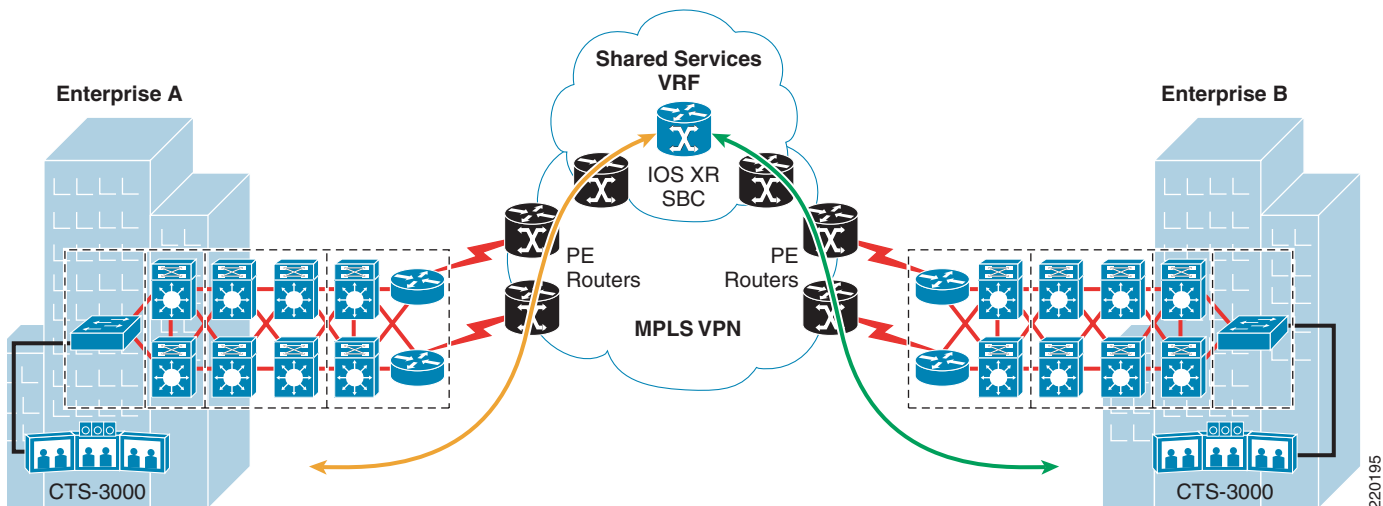 Shared Services
VRF
Enterprise A
Enterprise B
IOS XR
SBC
PE
Routers
PE
Routers
MPLS VPN
CTS-3000
CTS-3000
220195